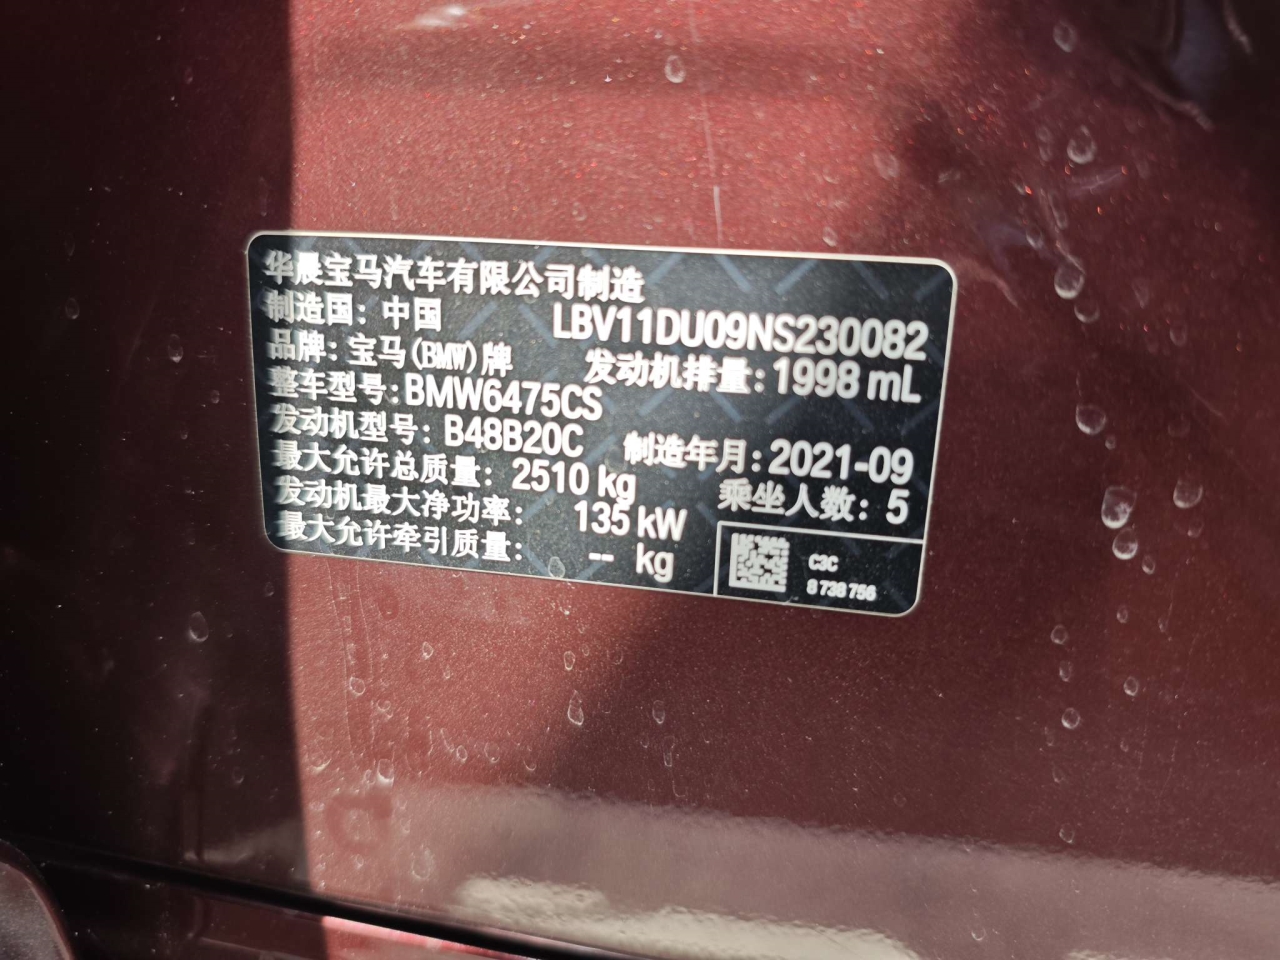 华晨宝马汽车有限公司制造
制造国：中国
LBV11DU09NS230082
品牌：宝马(BMW)牌
发动机排量：1998 mL
整车型号：BMW6475CS
发动机型号：B48B20C
制造年月：2021-09
最大允许总质量：2510 kg
乘坐人数：5
发动机最大净功率：135 kW
最大允许牵引质量：-- kg
C3C
8 738 756